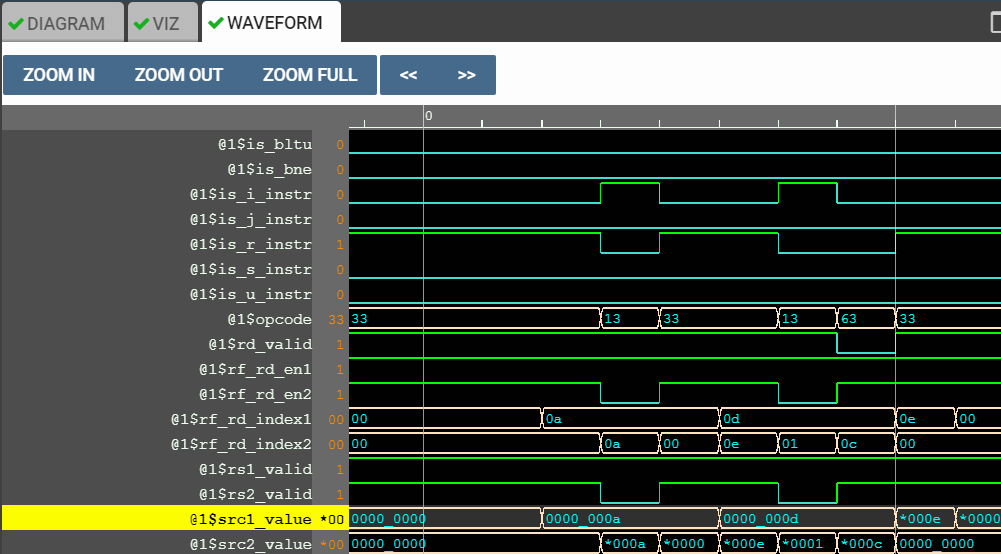 DIAGRAM VIZ WAVEFORM
ZOOM IN ZOOM OUT ZOOM FULL << >>
0
@1$is_bltu 0
@1$is_bne 0
@1$is_i_instr 0
@1$is_j_instr 0
@1$is_r_instr 1
@1$is_s_instr 0
@1$is_u_instr 0
@1$opcode 33 33 13 33 13 63 33
@1$rd_valid 1
@1$rf_rd_en1 1
@1$rf_rd_en2 1
@1$rf_rd_index1 00 00 0a 0d 0e 00
@1$rf_rd_index2 00 00 0a 00 0e 01 0c 00
@1$rs1_valid 1
@1$rs2_valid 1
@1$src1_value *00 0000_0000 0000_000a 0000_000d *000e *0000
@1$src2_value *00 0000_0000 *000a *0000 *000e *0001 *000c 0000_0000